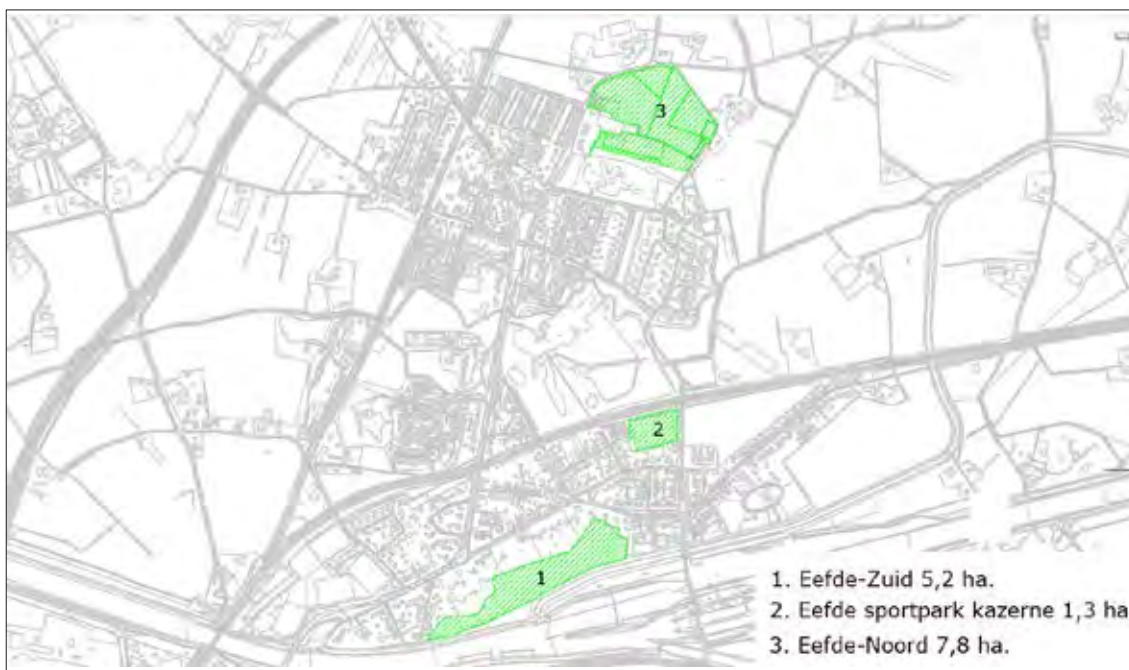 3
2
1
1. Eefde-Zuid 5,2 ha.
2. Eefde sportpark kazerne 1,3 ha
3. Eefde-Noord 7,8 ha.